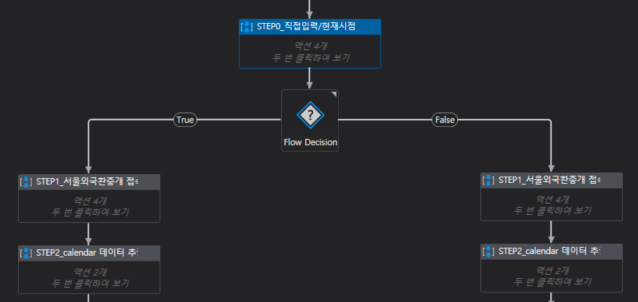 STEP0_직접입력/현재시점
액션 4개
두 번 클릭하여 보기
Flow Decision
True
False
STEP1_서울외국환중개 접속
액션 4개
두 번 클릭하여 보기
STEP2_calendar 데이터 추
액션 2개
두 번 클릭하여 보기
STEP1_서울외국환중개 접속
액션 4개
두 번 클릭하여 보기
STEP2_calendar 데이터 추
액션 2개
두 번 클릭하여 보기